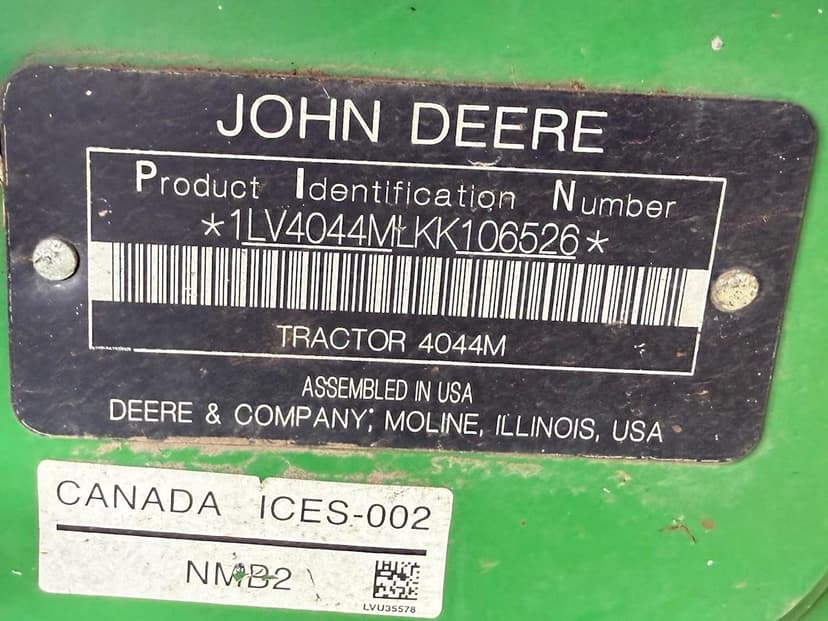 JOHN DEERE
Product Identification Number
*1LV4044MLKK106526*
TRACTOR 4044M
ASSEMBLED IN USA
DEERE & COMPANY; MOLINE, ILLINOIS, USA
CANADA ICES-002
NMB2
LVU35578